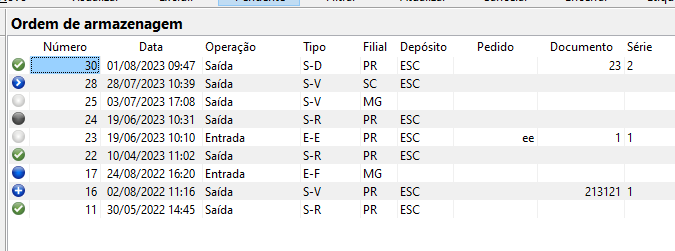 Ordem de armazenagem
Número Data Operação Tipo Filial Depósito Pedido Documento Série
30 01/08/2023 09:47 Saída S-D PR ESC 23 2
28 28/07/2023 10:39 Saída S-V SC ESC
25 03/07/2023 17:08 Saída S-V MG
24 19/06/2023 10:31 Saída S-R PR ESC
23 19/06/2023 10:10 Entrada E-E PR ESC ee 1 1
22 10/04/2023 11:02 Saída S-R PR ESC
17 24/08/2022 16:20 Entrada E-F MG
16 02/08/2022 11:16 Saída S-V PR ESC 213121 1
11 30/05/2022 14:45 Saída S-R PR ESC